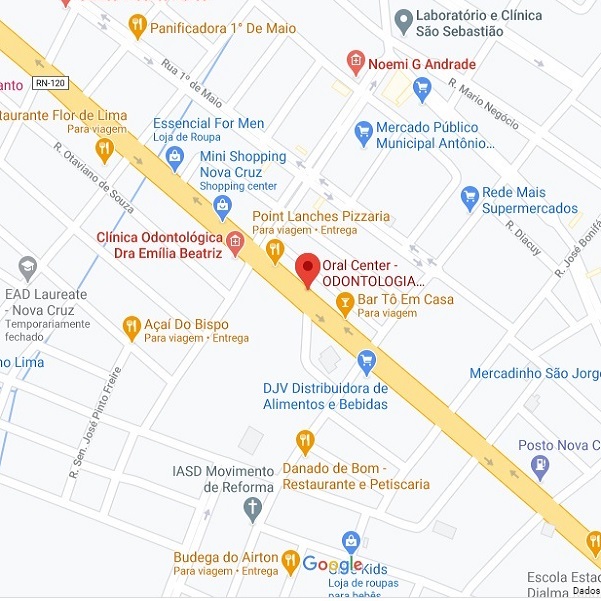 Panificadora 1° De Maio
Laboratório e Clínica
São Sebastião
Rua 1º de Maio
Noemi G Andrade
RN-120
R. Mario Negócio
taurante Flor de Lima
Para viagem
Essencial For Men
Loja de Roupa
Mercado Público
Municipal Antônio...
R. Otaviano de Souza
Mini Shopping
Nova Cruz
Shopping center
Rede Mais
Supermercados
Point Lanches Pizzaria
Para viagem • Entrega
R. Diacuy
R. José Bonifá
Clínica Odontológica
Dra Emília Beatriz
Oral Center -
ODONTOLOGIA...
EAD Laureate
- Nova Cruz
Temporariamente
fechado
Bar Tô Em Casa
Para viagem
Açaí Do Bispo
Para viagem • Entrega
no Lima
R. Sen. José Pinto Freire
DJV Distribuidora de
Alimentos e Bebidas
Mercadinho São Jorge
Posto Nova C
IASD Movimento
de Reforma
Danado de Bom -
Restaurante e Petiscaria
Budega do Airton
Para viagem • Entrega
Google
Kids
Loja de roupas
para bebês
Escola Estad
Djalma
Dados